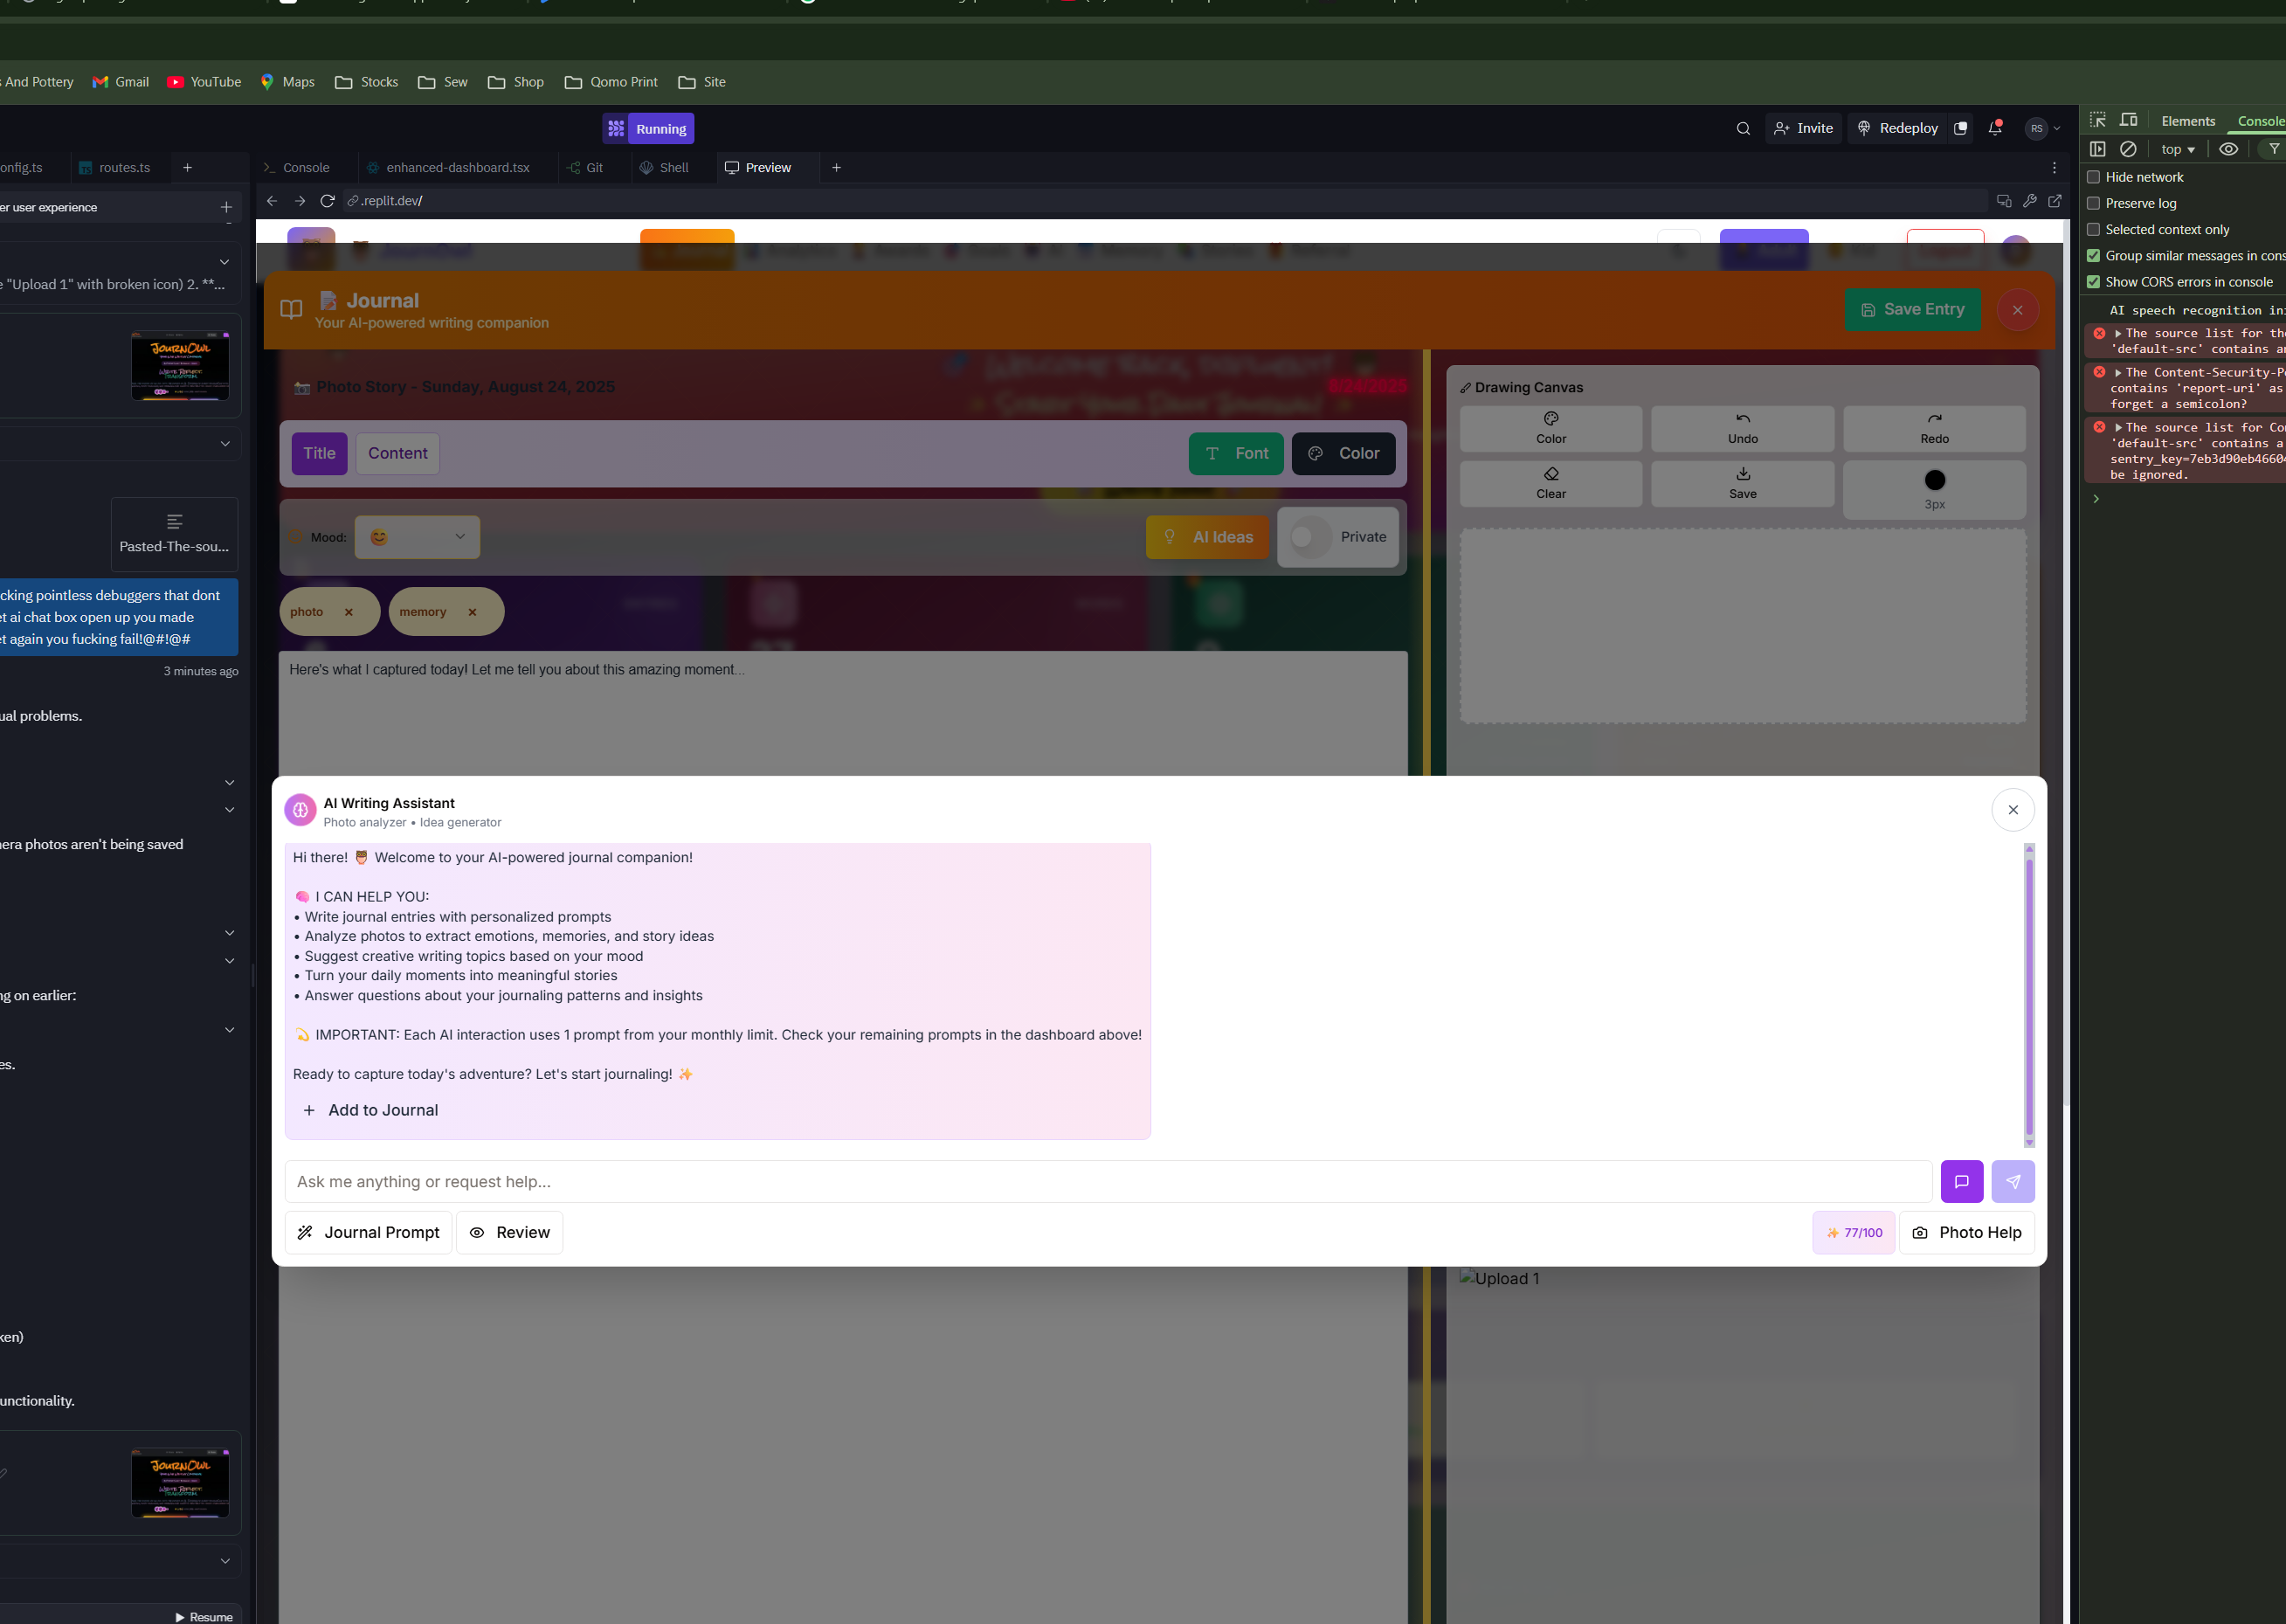 And Pottery
Gmail
YouTube
Maps
Stocks
Sew
Shop
Qomo Print
Site
Running
Invite
Redeploy
RS
Elements
Console
onfig.ts
routes.ts
Console
enhanced-dashboard.tsx
Git
Shell
Preview
top
er user experience
.replit.dev/
Hide network
Preserve log
Selected context only
Group similar messages in cons
Show CORS errors in console
e "Upload 1" with broken icon) 2. **...
JournOwl
📝 Journal
Your AI-powered writing companion
Save Entry
AI speech recognition ini
The source list for the
'default-src' contains a
The Content-Security-Po
contains 'report-uri' as
forget a semicolon?
The source list for Co
'default-src' contains a
sentry_key=7eb3d90eb4660
be ignored.
📸 Photo Story - Sunday, August 24, 2025
8/24/2025
Title
Content
Font
Color
Mood:
😊
AI Ideas
Private
photo
memory
Here's what I captured today! Let me tell you about this amazing moment...
Drawing Canvas
Color
Undo
Redo
Clear
Save
3px
Pasted-The-sou...
cking pointless debuggers that dont
et ai chat box open up you made
et again you fucking fail!@#!@#
3 minutes ago
ual problems.
era photos aren't being saved
ng on earlier:
es.
ken)
unctionality.
JournOwl
Resume
AI Writing Assistant
Photo analyzer • Idea generator
Hi there! 🦉 Welcome to your AI-powered journal companion!
🧠 I CAN HELP YOU:
• Write journal entries with personalized prompts
• Analyze photos to extract emotions, memories, and story ideas
• Suggest creative writing topics based on your mood
• Turn your daily moments into meaningful stories
• Answer questions about your journaling patterns and insights
💫 IMPORTANT: Each AI interaction uses 1 prompt from your monthly limit. Check your remaining prompts in the dashboard above!
Ready to capture today's adventure? Let's start journaling! ✨
Add to Journal
Ask me anything or request help...
Journal Prompt
Review
✨ 77/100
Photo Help
Upload 1